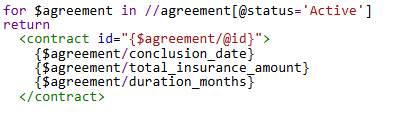 for $agreement in //agreement[@status='Active']
return
  <contract id="{$agreement/@id}">
    {$agreement/conclusion_date}
    {$agreement/total_insurance_amount}
    {$agreement/duration_months}
  </contract>